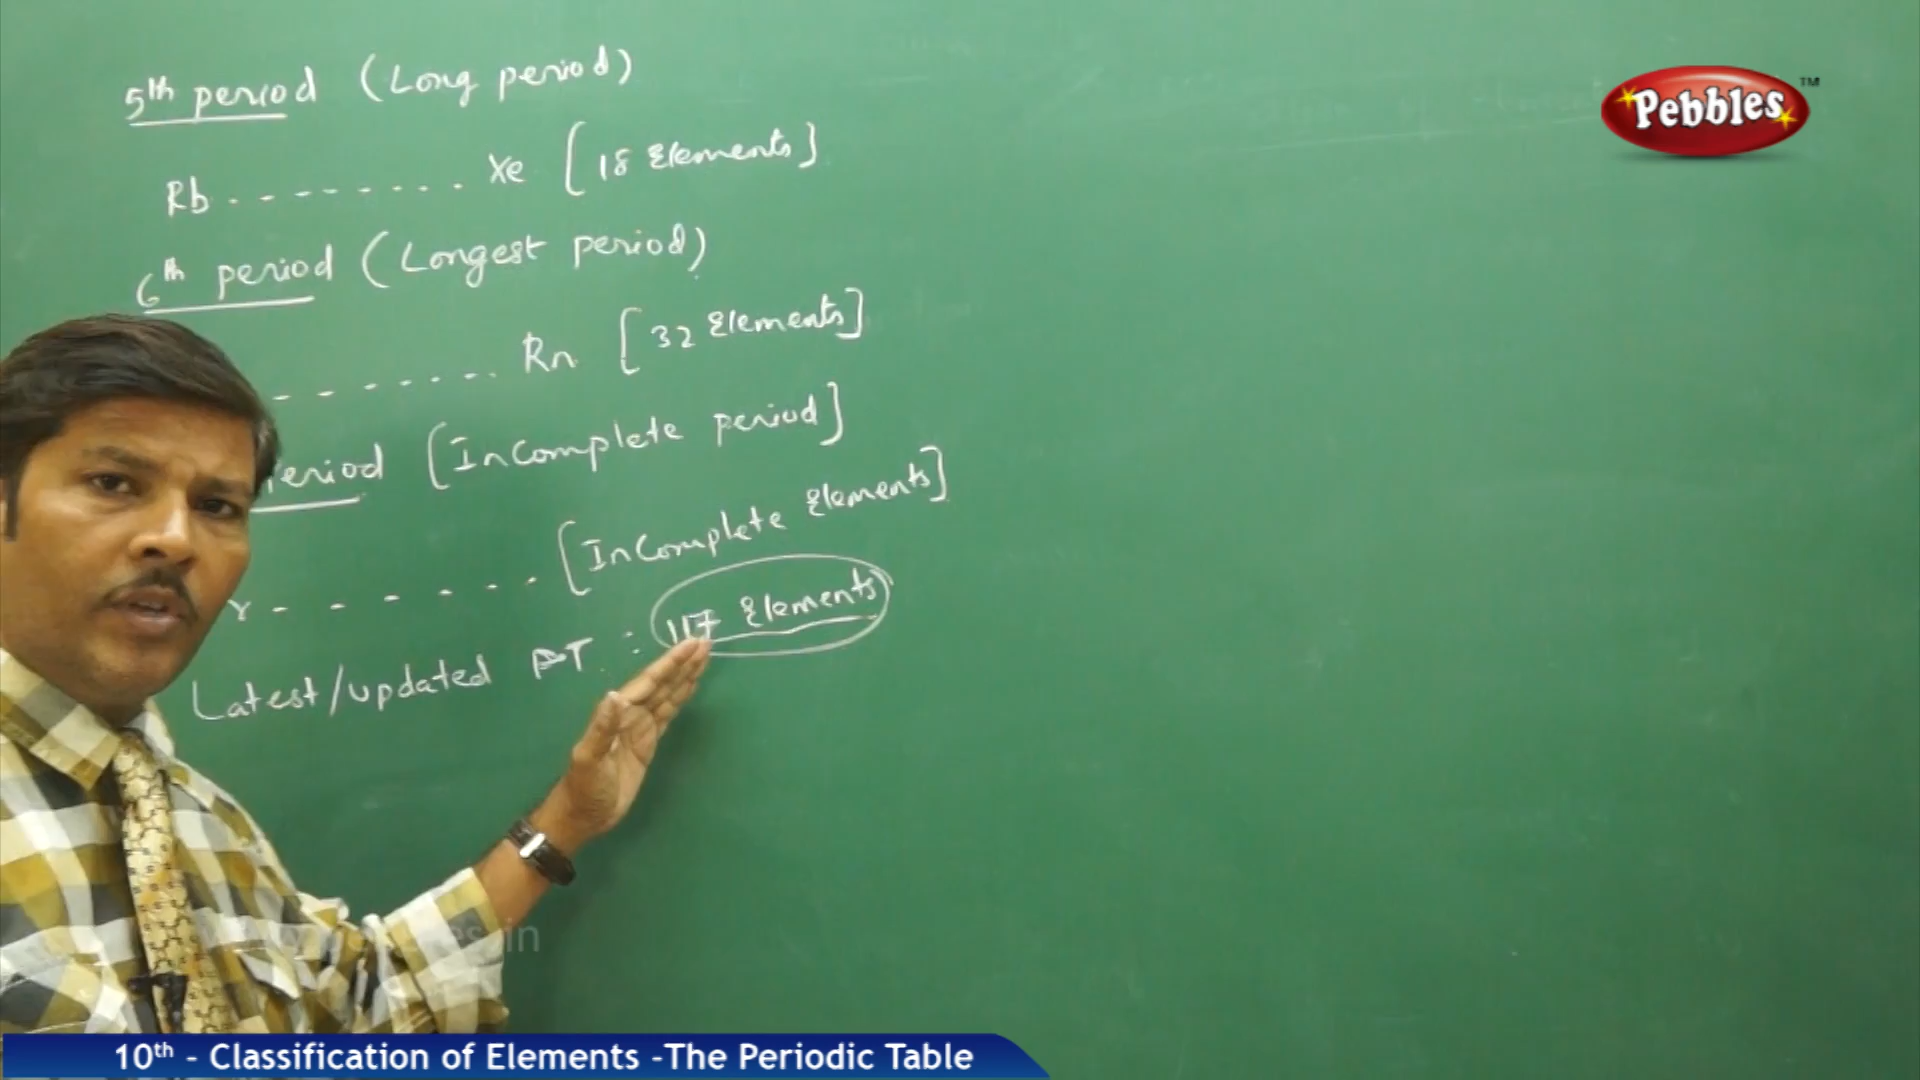 5th period (Long period)
Rb . - - - - - - - . Xe [18 Elements]
6th period (Longest period)
- - - - - - - . Rn [32 Elements]
eriod [Incomplete period]
r - - - - - - [Incomplete Elements]
Latest/updated PT : 117 Elements
Pebbles TM
10th - Classification of Elements -The Periodic Table